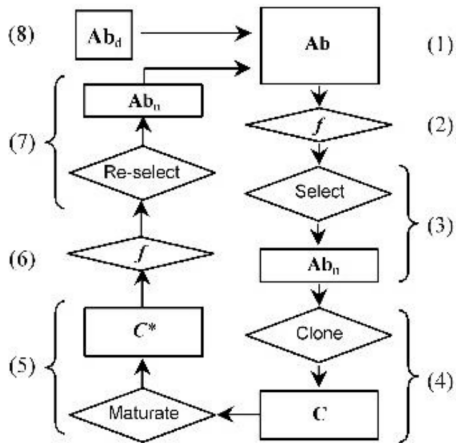 (8) Ab_d Ab (1)
Ab_n f (2)
(7) Re-select Select
(3)
(6) f Ab_n
C* Clone
(5) (4)
Maturate C